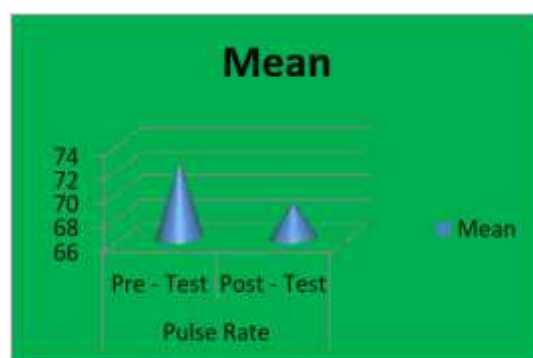 Mean
74
72
70
68
66
Pre - Test Post - Test
Pulse Rate
Mean